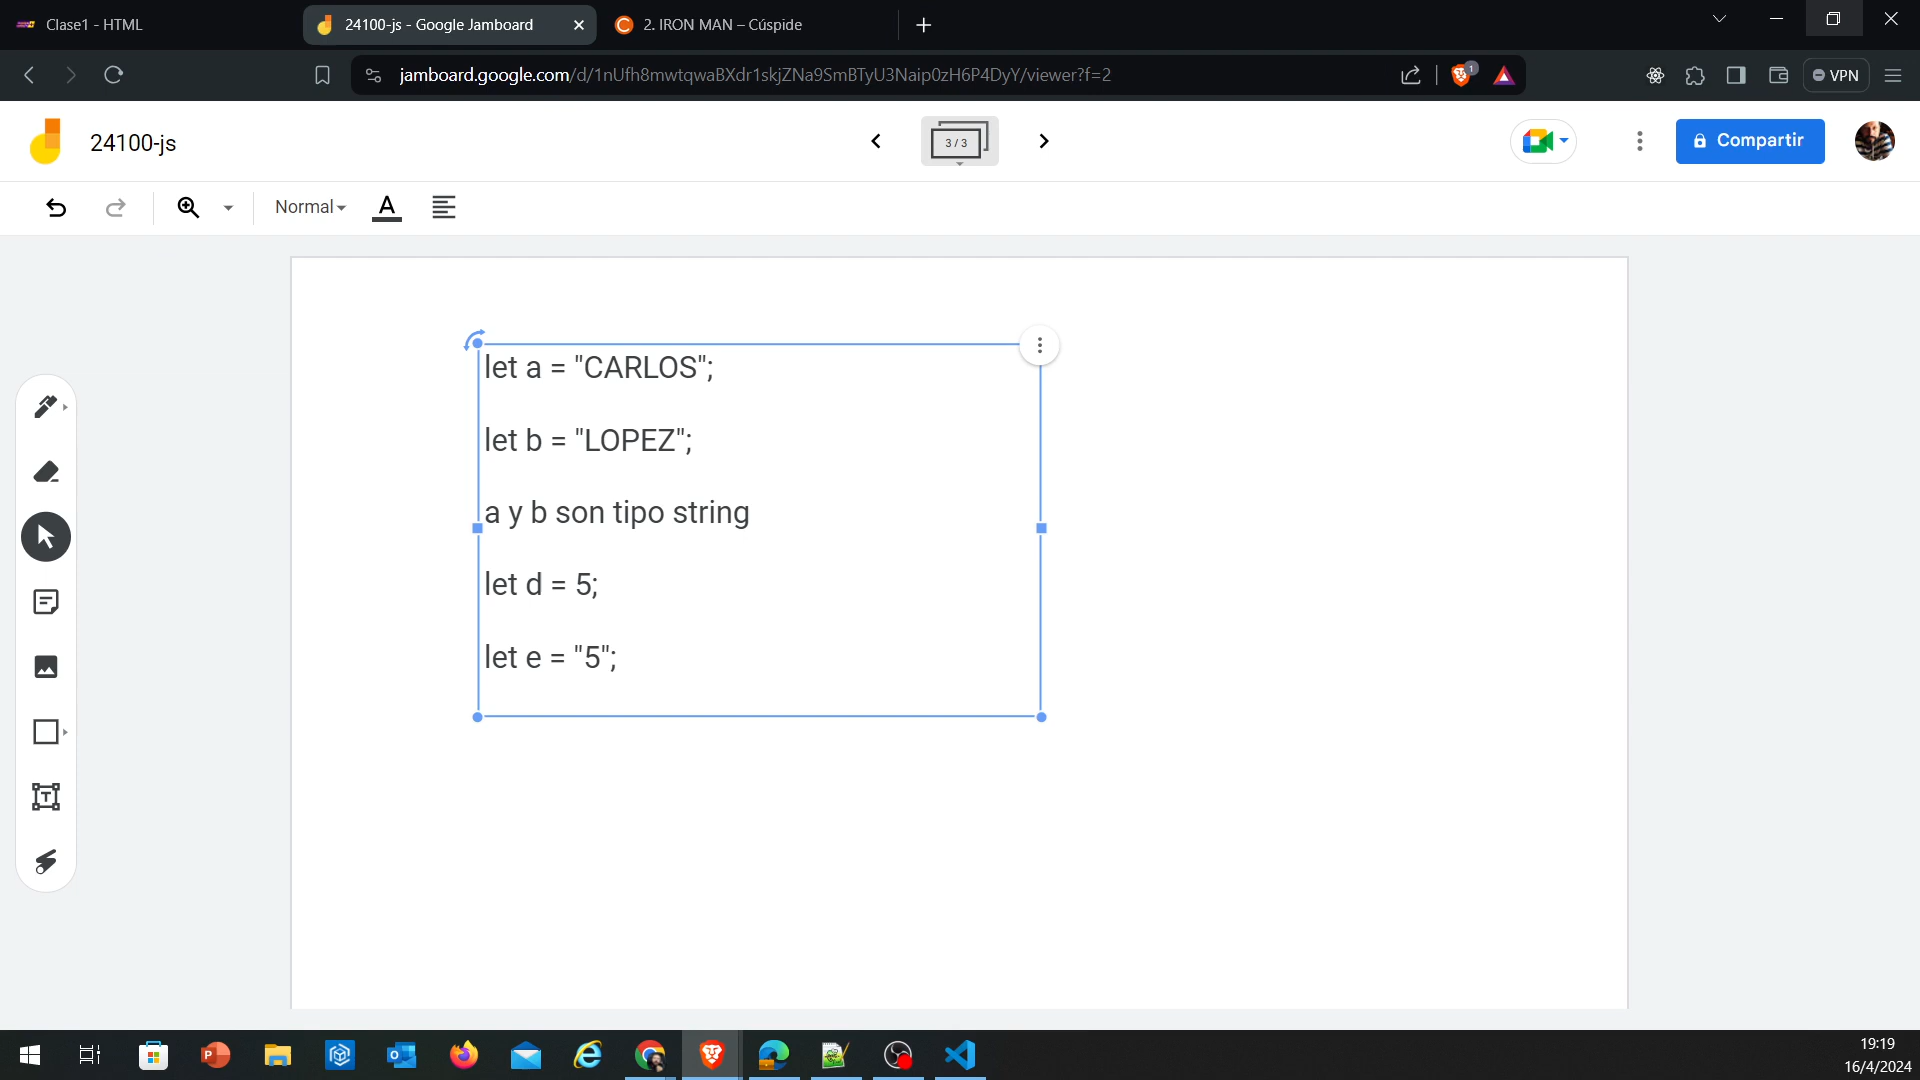 Clase1 - HTML
24100-js - Google Jamboard
2. IRON MAN – Cúspide
jamboard.google.com/d/1nUfh8mwtqwaBXdr1skjZNa9SmBTyU3Naip0zH6P4DyY/viewer?f=2
1
VPN
24100-js
3 / 3
Compartir
Normal
A
let a = "CARLOS";
let b = "LOPEZ";
a y b son tipo string
let d = 5;
let e = "5";
19:19
16/4/2024